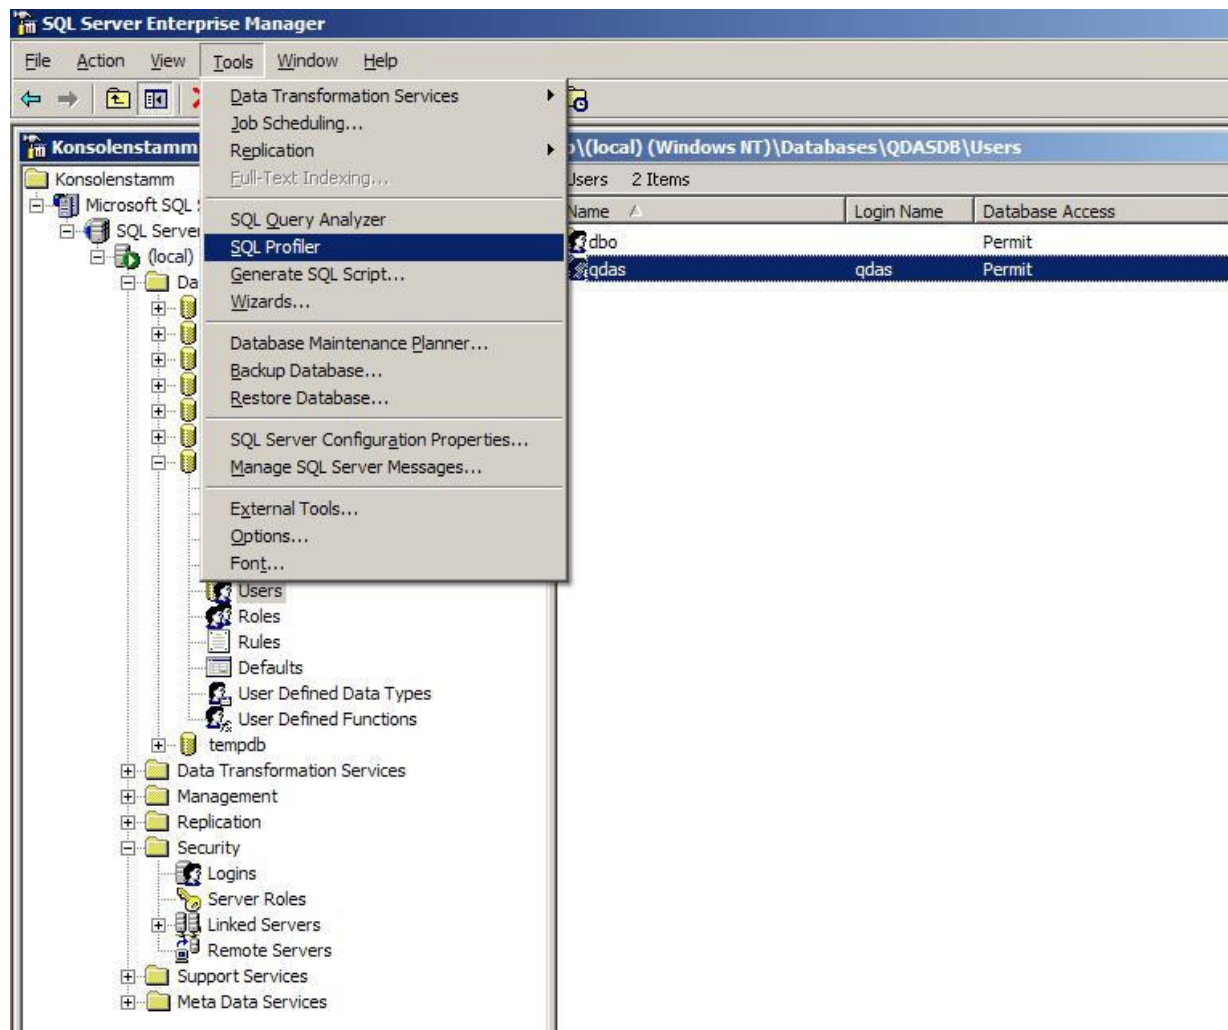 SQL Server Enterprise Manager
File Action View Tools Window Help
Data Transformation Services
Job Scheduling...
Replication
Full-Text Indexing...
SQL Query Analyzer
SQL Profiler
Generate SQL Script...
Wizards...
Database Maintenance Planner...
Backup Database...
Restore Database...
SQL Server Configuration Properties...
Manage SQL Server Messages...
External Tools...
Options...
Font...
Konsolenstamm
Konsolenstamm
Microsoft SQL
SQL Server
(local)
Da
Users
Roles
Rules
Defaults
User Defined Data Types
User Defined Functions
tempdb
Data Transformation Services
Management
Replication
Security
Logins
Server Roles
Linked Servers
Remote Servers
Support Services
Meta Data Services
\(local) (Windows NT)\Databases\QDASDB\Users
Users 2 Items
Name Login Name Database Access
dbo Permit
qdas qdas Permit